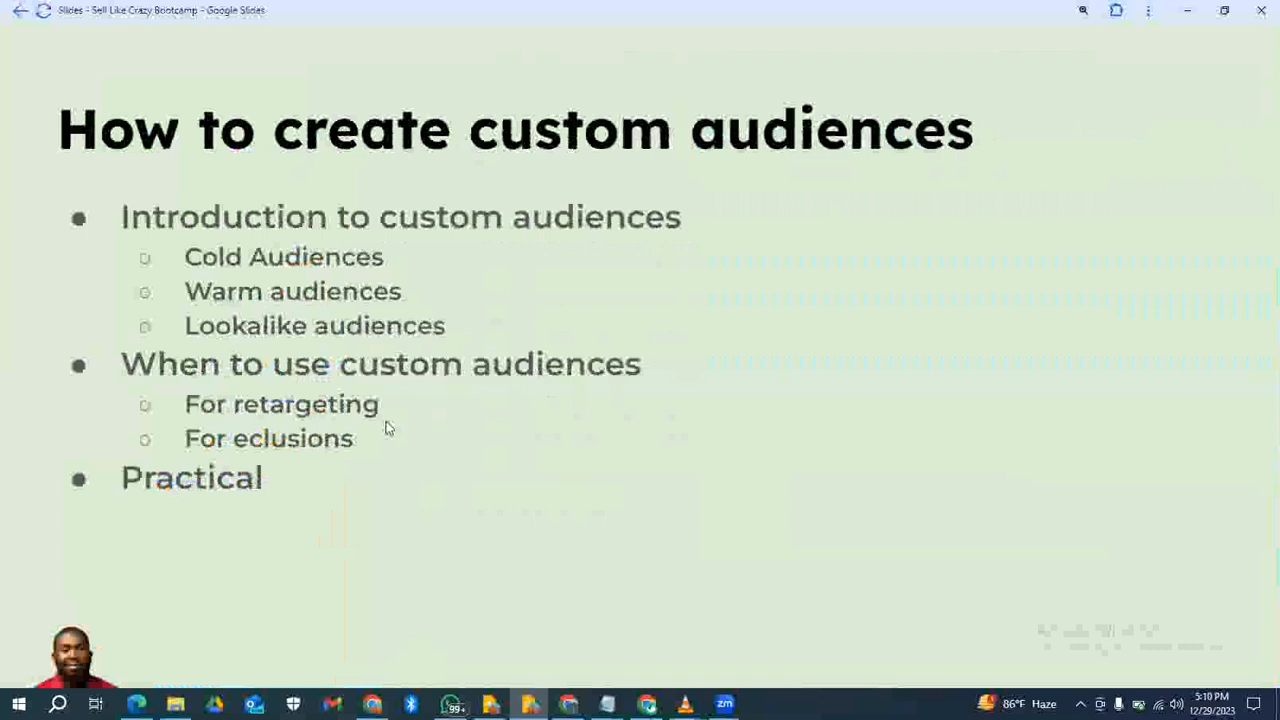 Slides - Sell Like Crazy Bootcamp - Google Slides
How to create custom audiences
Introduction to custom audiences
Cold Audiences
Warm audiences
Lookalike audiences
When to use custom audiences
For retargeting
For eclusions
Practical
99+
zm
86°F Haze
5:10 PM
12/29/2023